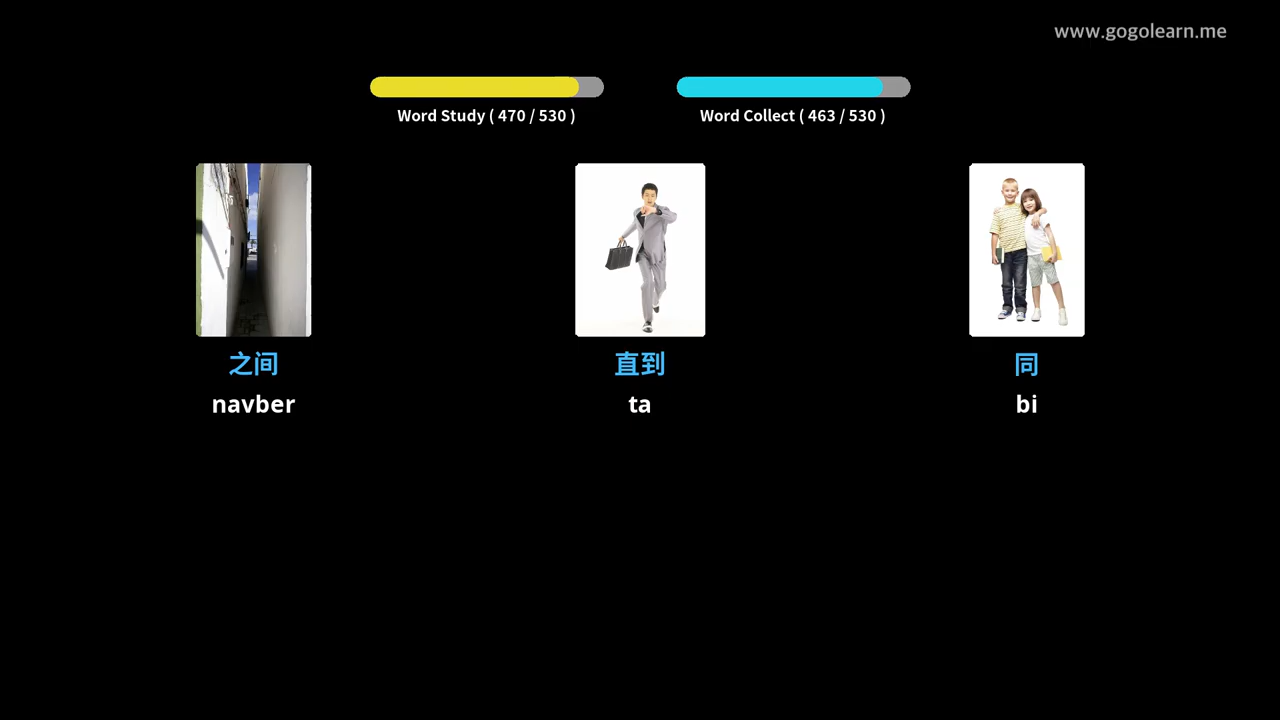 www.gogolearn.me
Word Study ( 470 / 530 )
Word Collect ( 463 / 530 )
之间
直到
同
navber
ta
bi